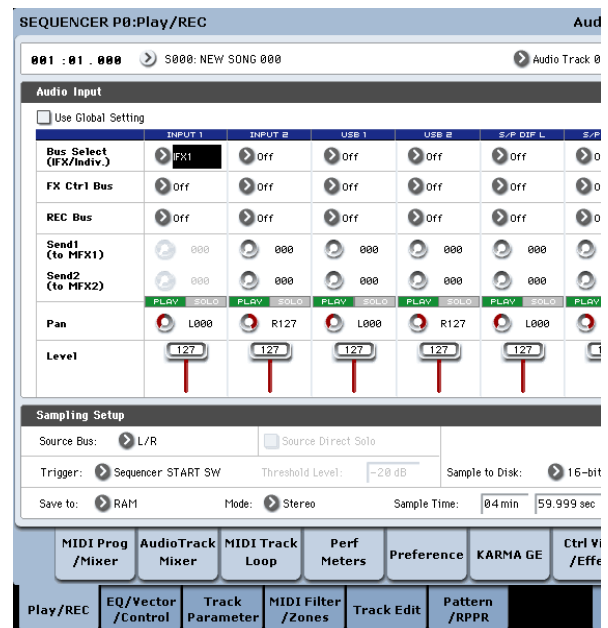 SEQUENCER P0:Play/REC Aud
001 :01 . 000 S000: NEW SONG 000 Audio Track 0
Audio Input
Use Global Setting
INPUT 1 INPUT 2 USB 1 USB 2 S/P DIF L S/P
Bus Select (IFX/Indiv.) IFX1 Off Off Off Off
FX Ctrl Bus Off Off Off Off Off
REC Bus Off Off Off Off Off
Send1 (to MFX1) 000 000 000 000 000
Send2 (to MFX2) 000 000 000 000 000
PLAY SOLO PLAY SOLO PLAY SOLO PLAY SOLO PLAY SOLO PLAY
Pan L000 R127 L000 R127 L000
Level 127 127 127 127 127 1
Sampling Setup
Source Bus: L/R Source Direct Solo
Trigger: Sequencer START SW Threshold Level: -20 dB Sample to Disk: 16-bit
Save to: RAM Mode: Stereo Sample Time: 04 min 59.999 sec
MIDI Prog /Mixer AudioTrack Mixer MIDI Track Loop Perf Meters Preference KARMA GE Ctrl Vi /Effe
Play/REC EQ/Vector /Control Track Parameter MIDI Filter /Zones Track Edit Pattern /RPPR